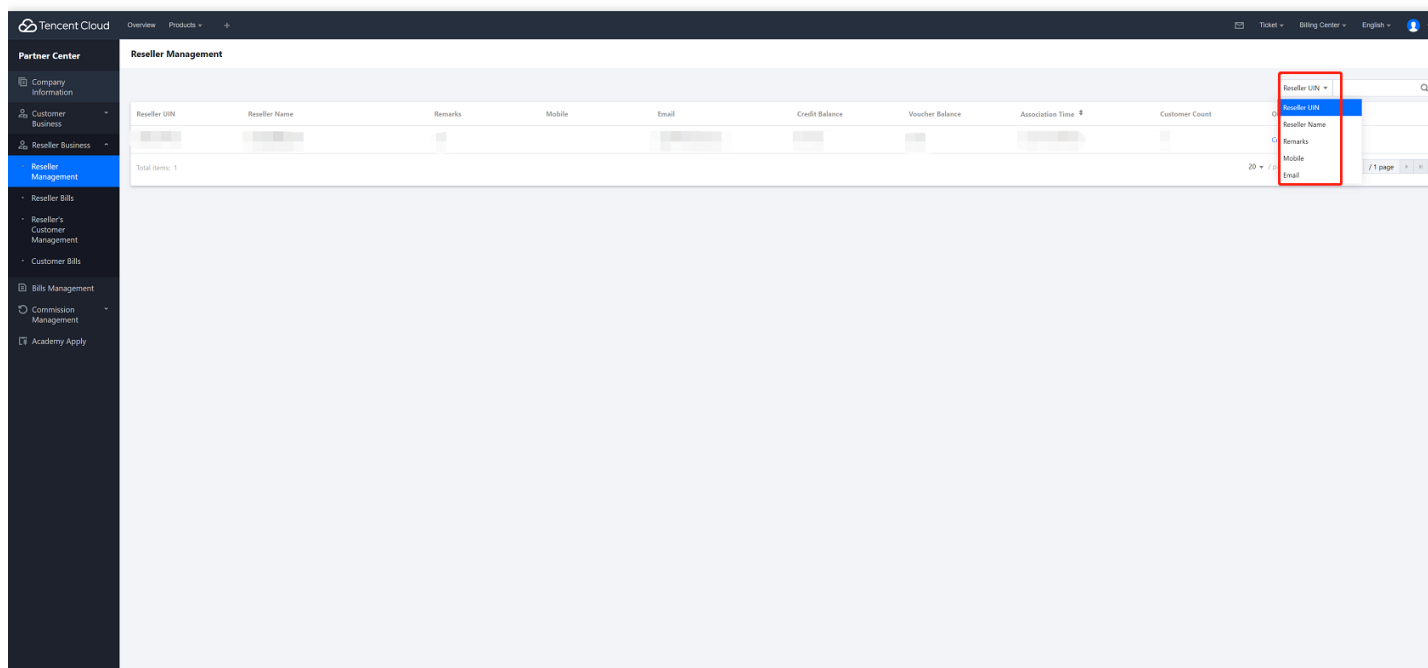 Tencent Cloud Overview Products + Ticket Billing Center English
Partner Center
Reseller Management
Company
Information
Customer
Business
Reseller Business
Reseller
Management
Reseller Bills
Reseller's
Customer
Management
Customer Bills
Bills Management
Commission
Management
Academy Apply
Reseller UIN
Reseller UIN Reseller Name Remarks Mobile Email Credit Balance Voucher Balance Association Time Customer Count
Total items: 1
20 / 1 page
Reseller UIN
Reseller Name
Remarks
Mobile
Email